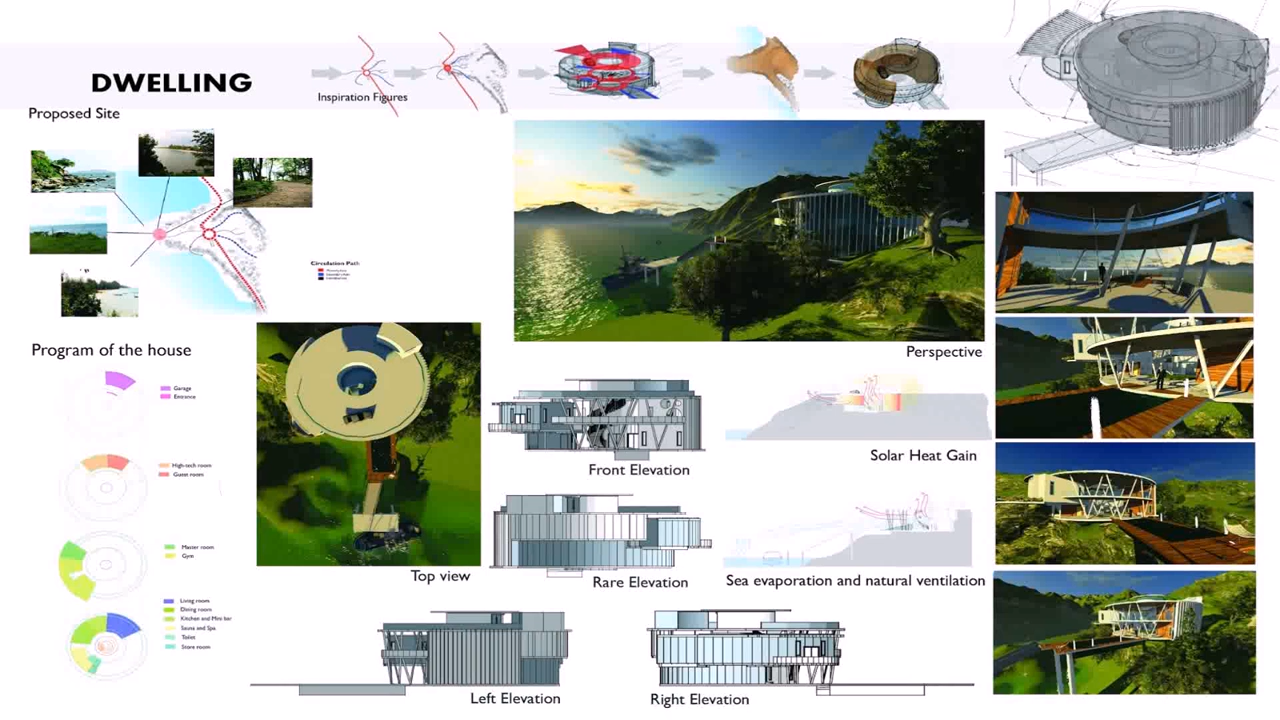 DWELLING
Inspiration Figures
Proposed Site
Circulation Path
Perspective
Program of the house
Garage
Entrance
High-tech room
Guest room
Master room
Gym
Living room
Dining room
Kitchen and Mini bar
Sauna and Spa
Toilet
Store room
Top view
Front Elevation
Solar Heat Gain
Rare Elevation
Sea evaporation and natural ventilation
Left Elevation
Right Elevation